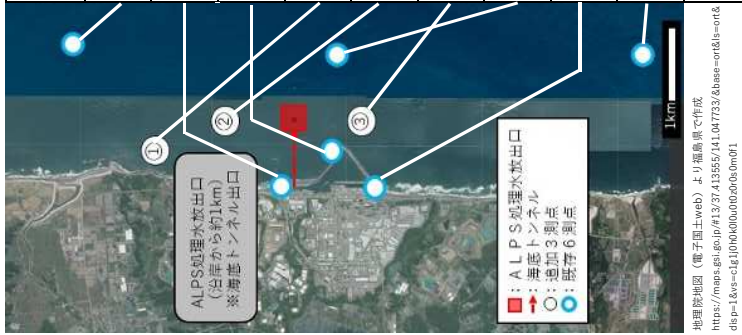 ①
②
③
ALPS処理水放出口
(沿岸から約1km)
※海底トンネル出口
：ALPS処理水放出口
：海底トンネル
：追加3測点
：既存6測点
1km
地理院地図（電子国土web）より福島県で作成
https://maps.gsi.go.jp/#13/37.413555/141.047733/&base=ort&ls=ort&
disp=1&vs=c1g1j0h0k0l0u0t0z0r0s0m0f1